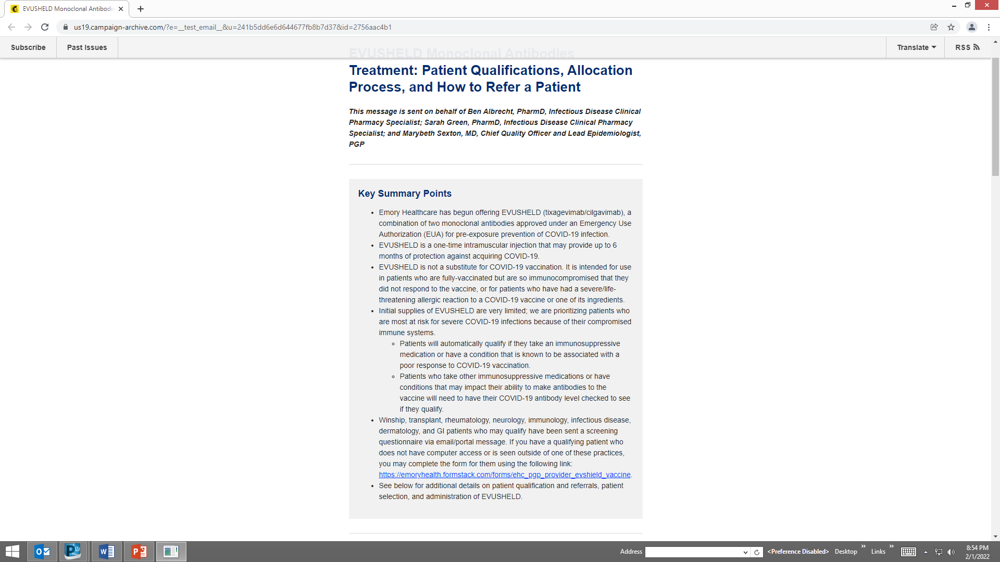 EVUSHELD Monoclonal Antibodi
us19.campaign-archive.com/?e=__test_email__&u=241b5dd6e6d644677fb8b7d37&id=2756aac4b1
Subscribe
Past Issues
Translate
RSS
EVUSHELD Monoclonal Antibodies
Treatment: Patient Qualifications, Allocation
Process, and How to Refer a Patient
This message is sent on behalf of Ben Albrecht, PharmD, Infectious Disease Clinical
Pharmacy Specialist; Sarah Green, PharmD, Infectious Disease Clinical Pharmacy
Specialist; and Marybeth Sexton, MD, Chief Quality Officer and Lead Epidemiologist,
PGP
Key Summary Points
• Emory Healthcare has begun offering EVUSHELD (tixagevimab/cilgavimab), a
combination of two monoclonal antibodies approved under an Emergency Use
Authorization (EUA) for pre-exposure prevention of COVID-19 infection.
• EVUSHELD is a one-time intramuscular injection that may provide up to 6
months of protection against acquiring COVID-19.
• EVUSHELD is not a substitute for COVID-19 vaccination. It is intended for use
in patients who are fully-vaccinated but are so immunocompromised that they
did not respond to the vaccine, or for patients who have had a severe/life-
threatening allergic reaction to a COVID-19 vaccine or one of its ingredients.
• Initial supplies of EVUSHELD are very limited; we are prioritizing patients who
are most at risk for severe COVID-19 infections because of their compromised
immune systems.
◦ Patients will automatically qualify if they take an immunosuppressive
medication or have a condition that is known to be associated with a
poor response to COVID-19 vaccination.
◦ Patients who take other immunosuppressive medications or have
conditions that may impact their ability to make antibodies to the
vaccine will need to have their COVID-19 antibody level checked to see
if they qualify.
• Winship, transplant, rheumatology, neurology, immunology, infectious disease,
dermatology, and GI patients who may qualify have been sent a screening
questionnaire via email/portal message. If you have a qualifying patient who
does not have computer access or is seen outside of one of these practices,
you may complete the form for them using the following link:
https://emoryhealth.formstack.com/forms/ehc_pgp_provider_evshield_vaccine.
• See below for additional details on patient qualification and referrals, patient
selection, and administration of EVUSHELD.
Address
<Preference Disabled>
Desktop
Links
8:54 PM
2/1/2022